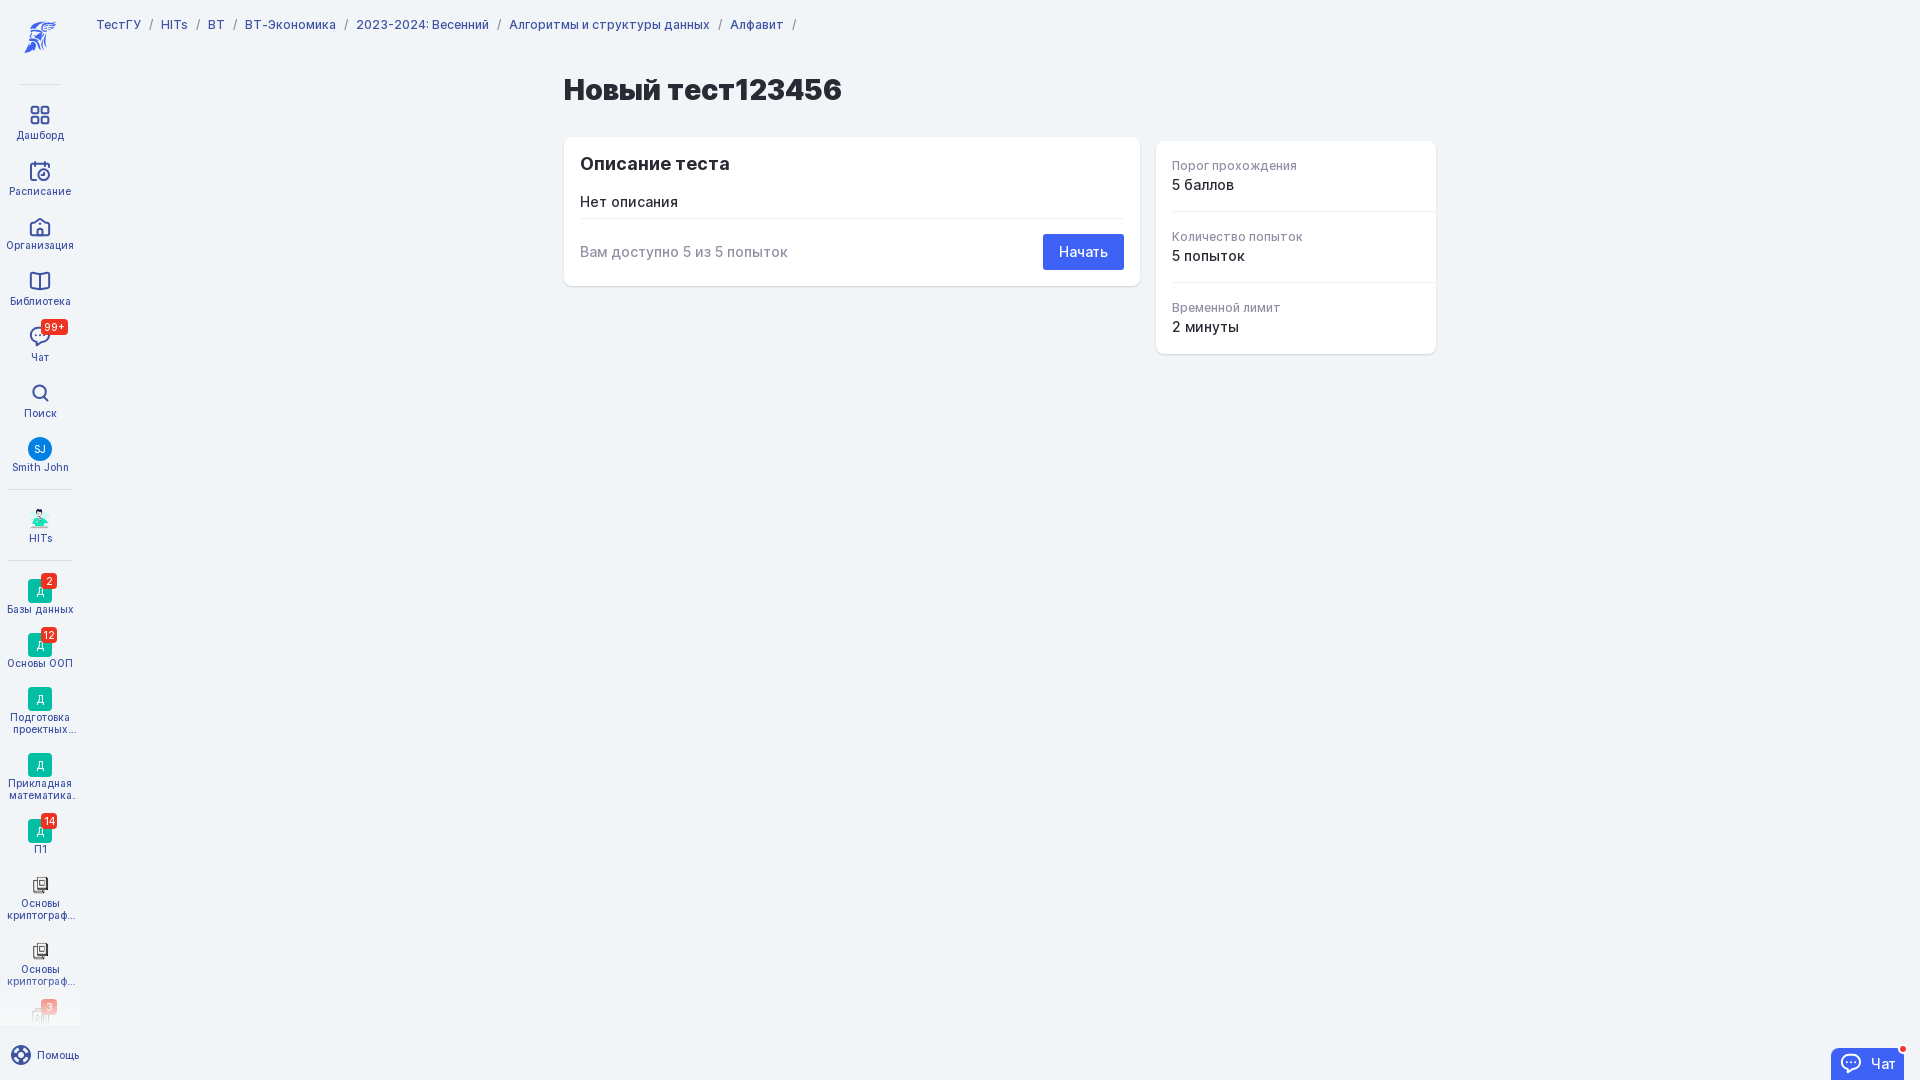 ТестГУ / HITs / ВТ / ВТ-Экономика / 2023-2024: Весенний / Алгоритмы и структуры данных / Алфавит /
Дашборд
Расписание
Организация
Библиотека
99+
Чат
Поиск
SJ
Smith John
HITs
2
Д
Базы данных
12
Д
Основы ООП
Д
Подготовка
проектных...
Д
Прикладная
математика.
14
Д
П1
Основы
криптограф...
Основы
криптограф...
3
Помощь
Новый тест123456
Описание теста
Нет описания
Вам доступно 5 из 5 попыток
Начать
Порог прохождения
5 баллов
Количество попыток
5 попыток
Временной лимит
2 минуты
Чат